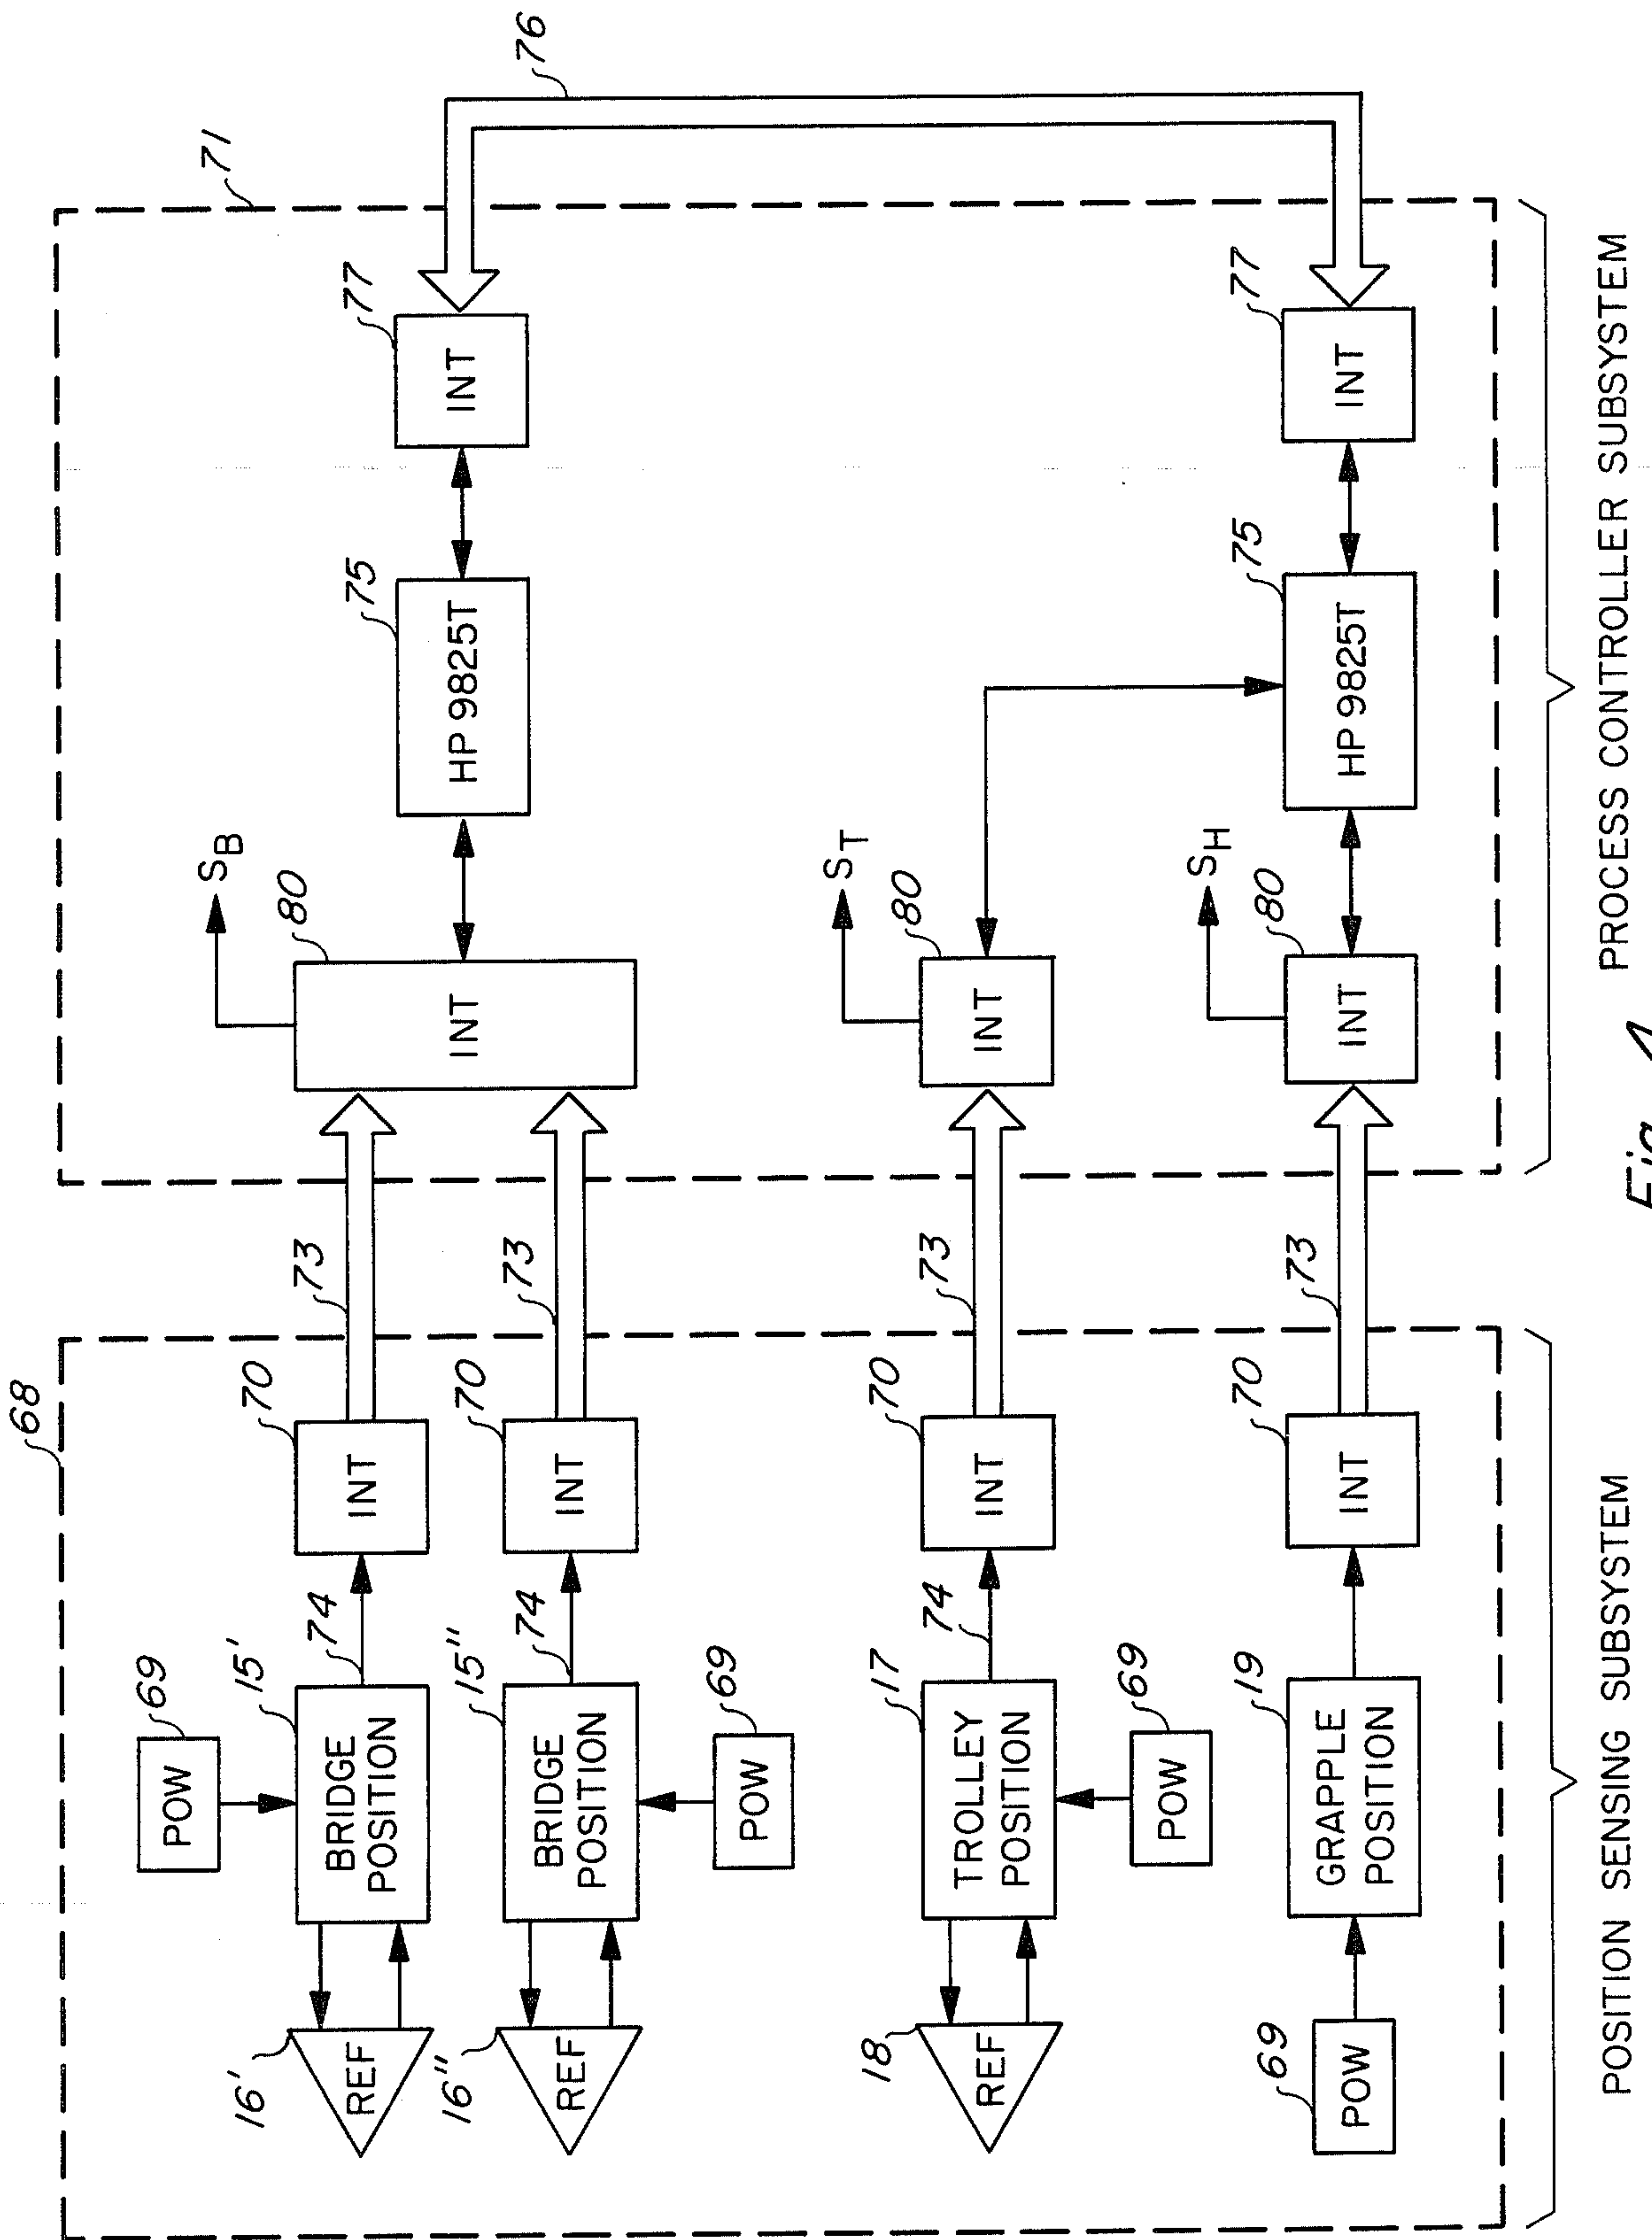 68
71
76
69
POW
16'
REF
15'
BRIDGE
POSITION
74
70
INT
73
80
INT
S_B
75
HP 9825T
77
INT
16"
REF
15"
BRIDGE
POSITION
74
70
INT
73
69
POW
18
REF
17
TROLLEY
POSITION
74
70
INT
73
80
INT
S_T
69
POW
69
POW
19
GRAPPLE
POSITION
70
INT
73
80
INT
S_H
75
HP 9825T
77
INT
POSITION SENSING SUBSYSTEM
PROCESS CONTROLLER SUBSYSTEM
Fig. 4